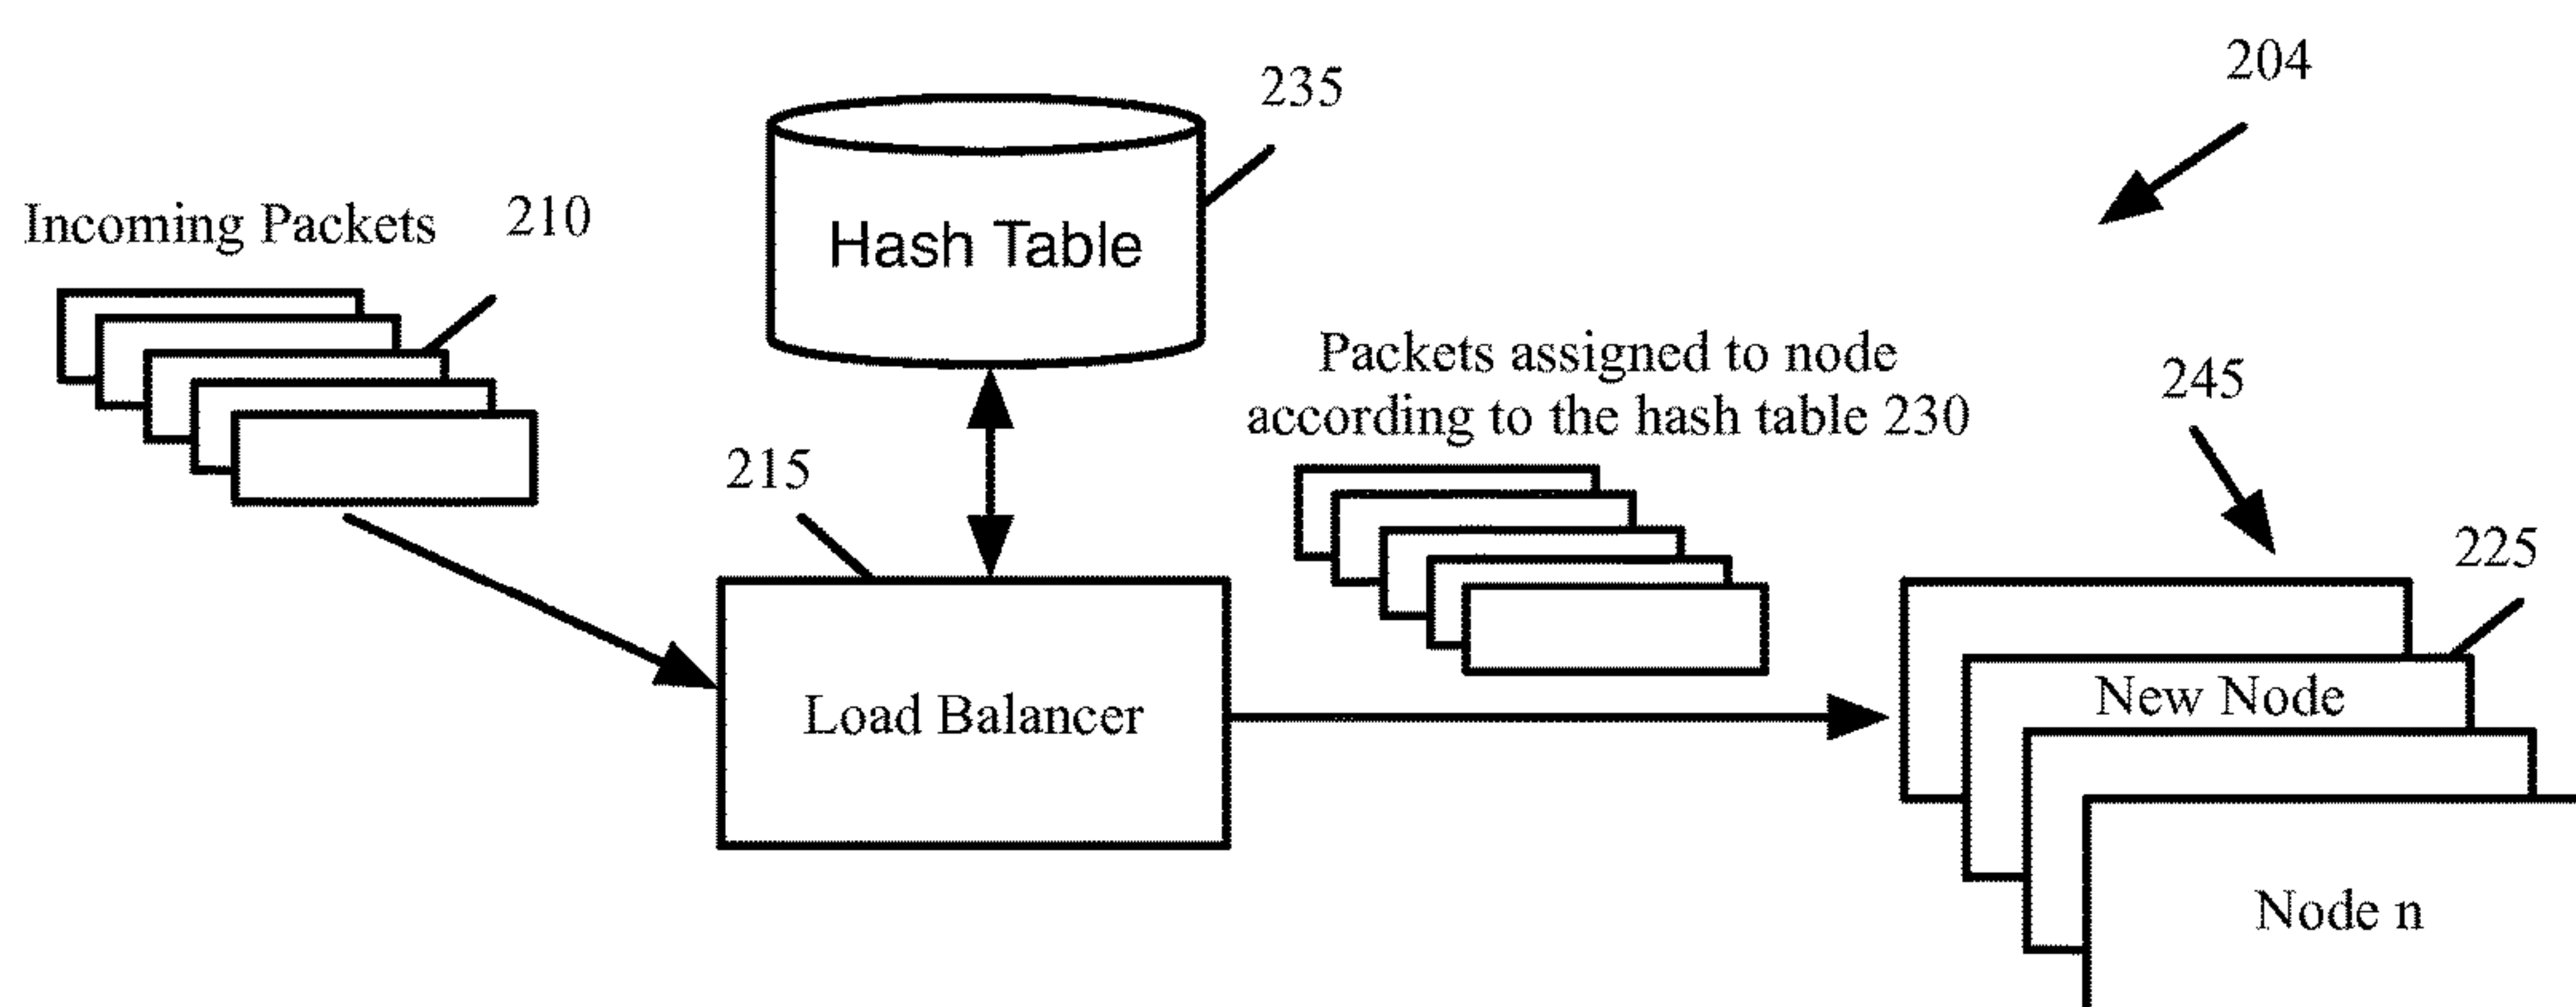 204
235
Incoming Packets 210
Hash Table
Packets assigned to node
according to the hash table 230
245
215
225
New Node
Load Balancer
Node n